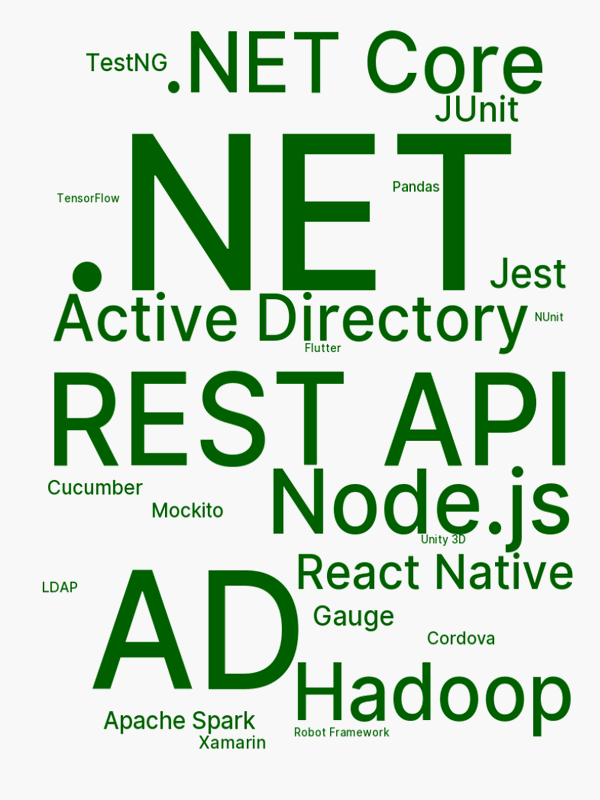 .NET Core
TestNG
JUnit
.NET
Pandas
TensorFlow
Jest
Active Directory
NUnit
Flutter
REST API
Cucumber
Node.js
Mockito
Unity 3D
React Native
LDAP
AD
Gauge
Cordova
Hadoop
Apache Spark
Robot Framework
Xamarin